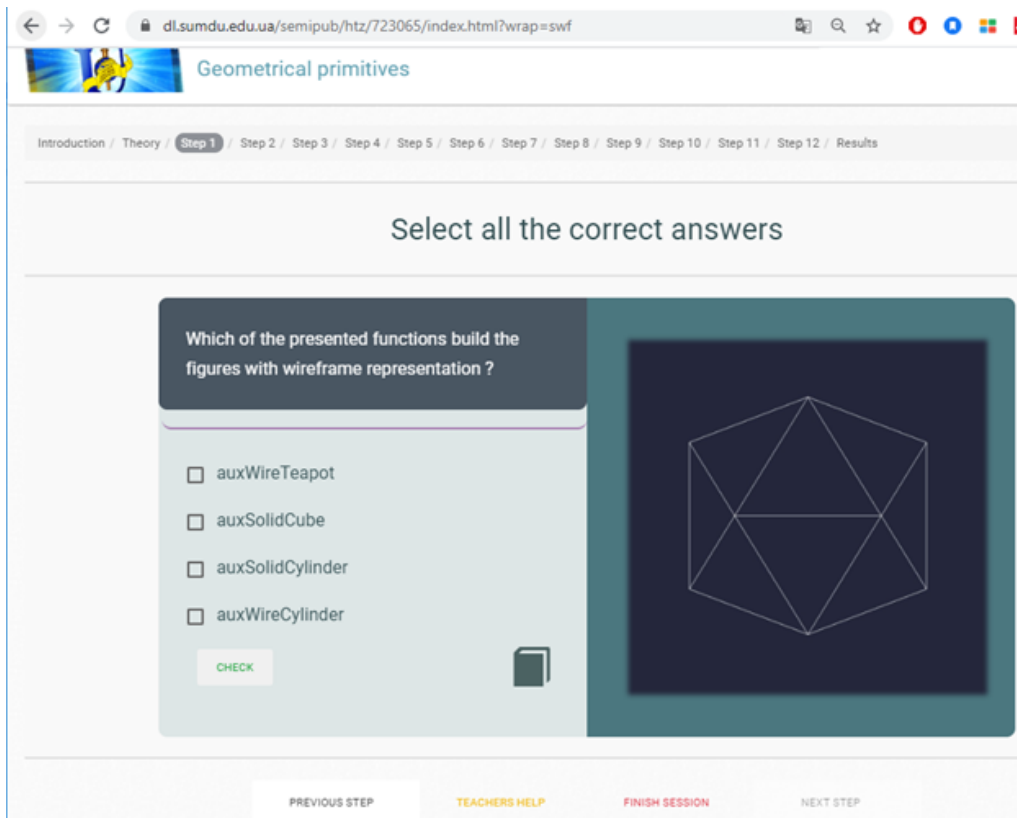 dl.sumdu.edu.ua/semipub/htz/723065/index.html?wrap=swf
Geometrical primitives
Introduction / Theory / Step 1 / Step 2 / Step 3 / Step 4 / Step 5 / Step 6 / Step 7 / Step 8 / Step 9 / Step 10 / Step 11 / Step 12 / Results
Select all the correct answers
Which of the presented functions build the
figures with wireframe representation ?
auxWireTeapot
auxSolidCube
auxSolidCylinder
auxWireCylinder
CHECK
PREVIOUS STEP TEACHERS HELP FINISH SESSION NEXT STEP